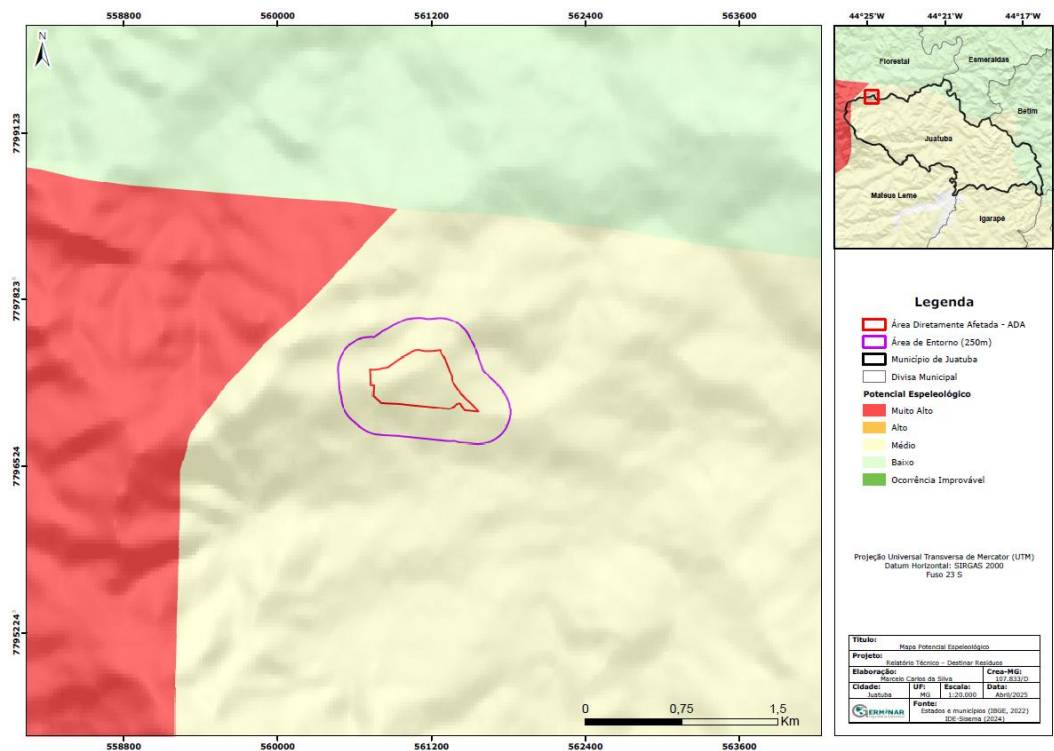 558800 560000 561200 562400 563600
44°25'W 44°21'W 44°17'W
N
7799123
7797823
7796524
7795224
0 0,75 1,5
Km
558800 560000 561200 562400 563600
Florestal
Esmeraldas
Betim
Juatuba
Mateus Leme
Igarapé
Legenda
Área Diretamente Afetada - ADA
Área de Entorno (250m)
Município de Juatuba
Divisa Municipal
Potencial Espeleológico
Muito Alto
Alto
Médio
Baixo
Ocorrência Improvável
Projeção Universal Transversa de Mercator (UTM)
Datum Horizontal: SIRGAS 2000
Fuso 23 S
Título:
Mapa Potencial Espeleológico
Projeto:
Relatório Técnico – Destinar Resíduos
Elaboração: Crea-MG:
Marcelo Carlos da Silva 107.833/D
Cidade: UF: Escala: Data:
Juatuba MG 1:20.000 Abril/2025
GERMINAR
Fonte:
Estados e municípios (IBGE, 2022)
IDE-Sisema (2024)